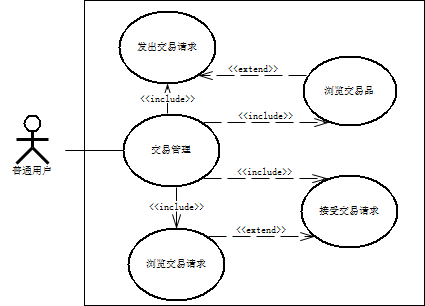 发出交易请求
<<extend>>
浏览交易品
<<include>>
<<include>>
交易管理
普通用户
<<include>>
<<include>>
接受交易请求
<<extend>>
浏览交易请求